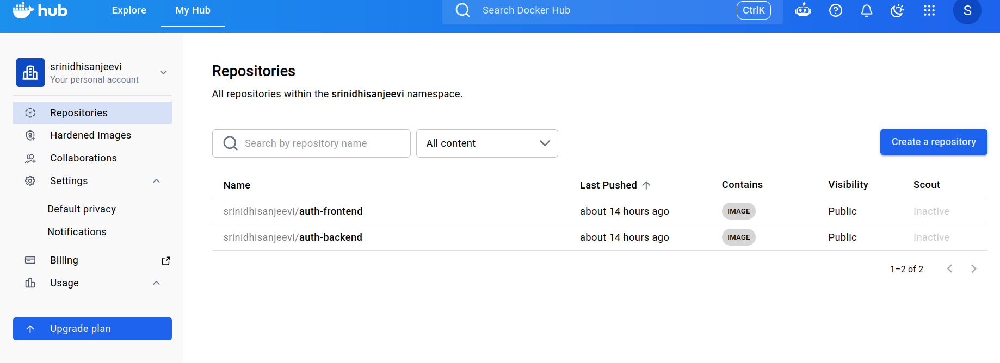 hub Explore My Hub Search Docker Hub CtrlK S
srinidhisanjeevi
Your personal account
Repositories
Hardened Images
Collaborations
Settings
Default privacy
Notifications
Billing
Usage
Upgrade plan
Repositories
All repositories within the srinidhisanjeevi namespace.
Search by repository name All content Create a repository
Name Last Pushed Contains Visibility Scout
srinidhisanjeevi/auth-frontend about 14 hours ago IMAGE Public Inactive
srinidhisanjeevi/auth-backend about 14 hours ago IMAGE Public Inactive
1–2 of 2